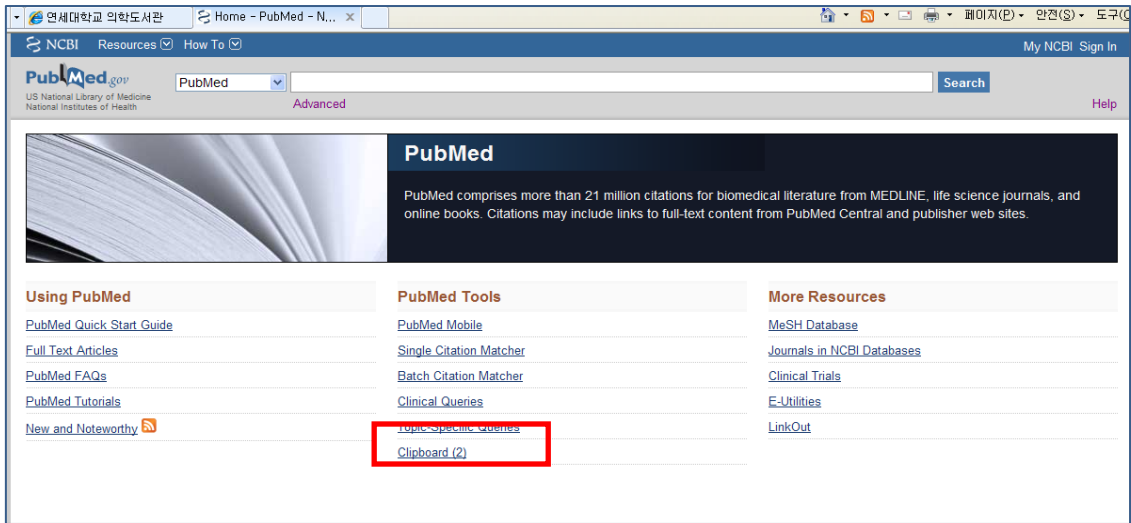 연세대학교 의학도서관
Home - PubMed - N...
페이지(P)
안전(S)
도구(O
NCBI Resources How To
My NCBI Sign In
PubMed.gov
US National Library of Medicine
National Institutes of Health
PubMed
Search
Advanced
Help
PubMed
PubMed comprises more than 21 million citations for biomedical literature from MEDLINE, life science journals, and
online books. Citations may include links to full-text content from PubMed Central and publisher web sites.
Using PubMed
PubMed Quick Start Guide
Full Text Articles
PubMed FAQs
PubMed Tutorials
New and Noteworthy
PubMed Tools
PubMed Mobile
Single Citation Matcher
Batch Citation Matcher
Clinical Queries
Topic-Specific Queries
Clipboard (2)
More Resources
MeSH Database
Journals in NCBI Databases
Clinical Trials
E-Utilities
LinkOut